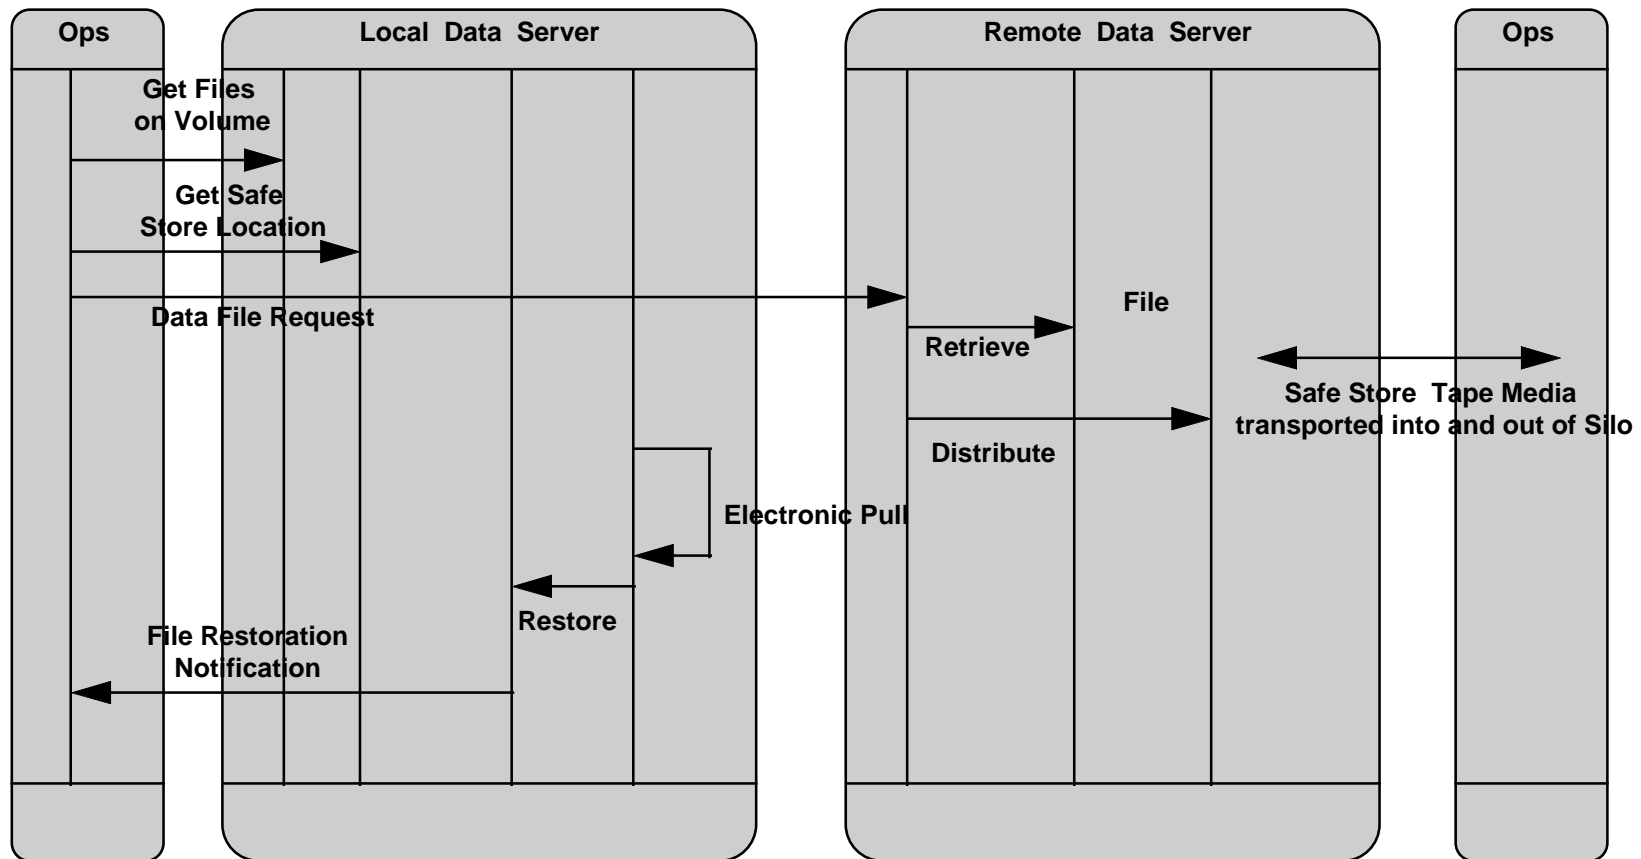 Ops
Local Data Server
Remote Data Server
Ops
Get Files
on Volume
Get Safe
Store Location
Data File Request
File
Retrieve
Safe Store Tape Media
transported into and out of Silo
Distribute
Electronic Pull
Restore
File Restoration
Notification